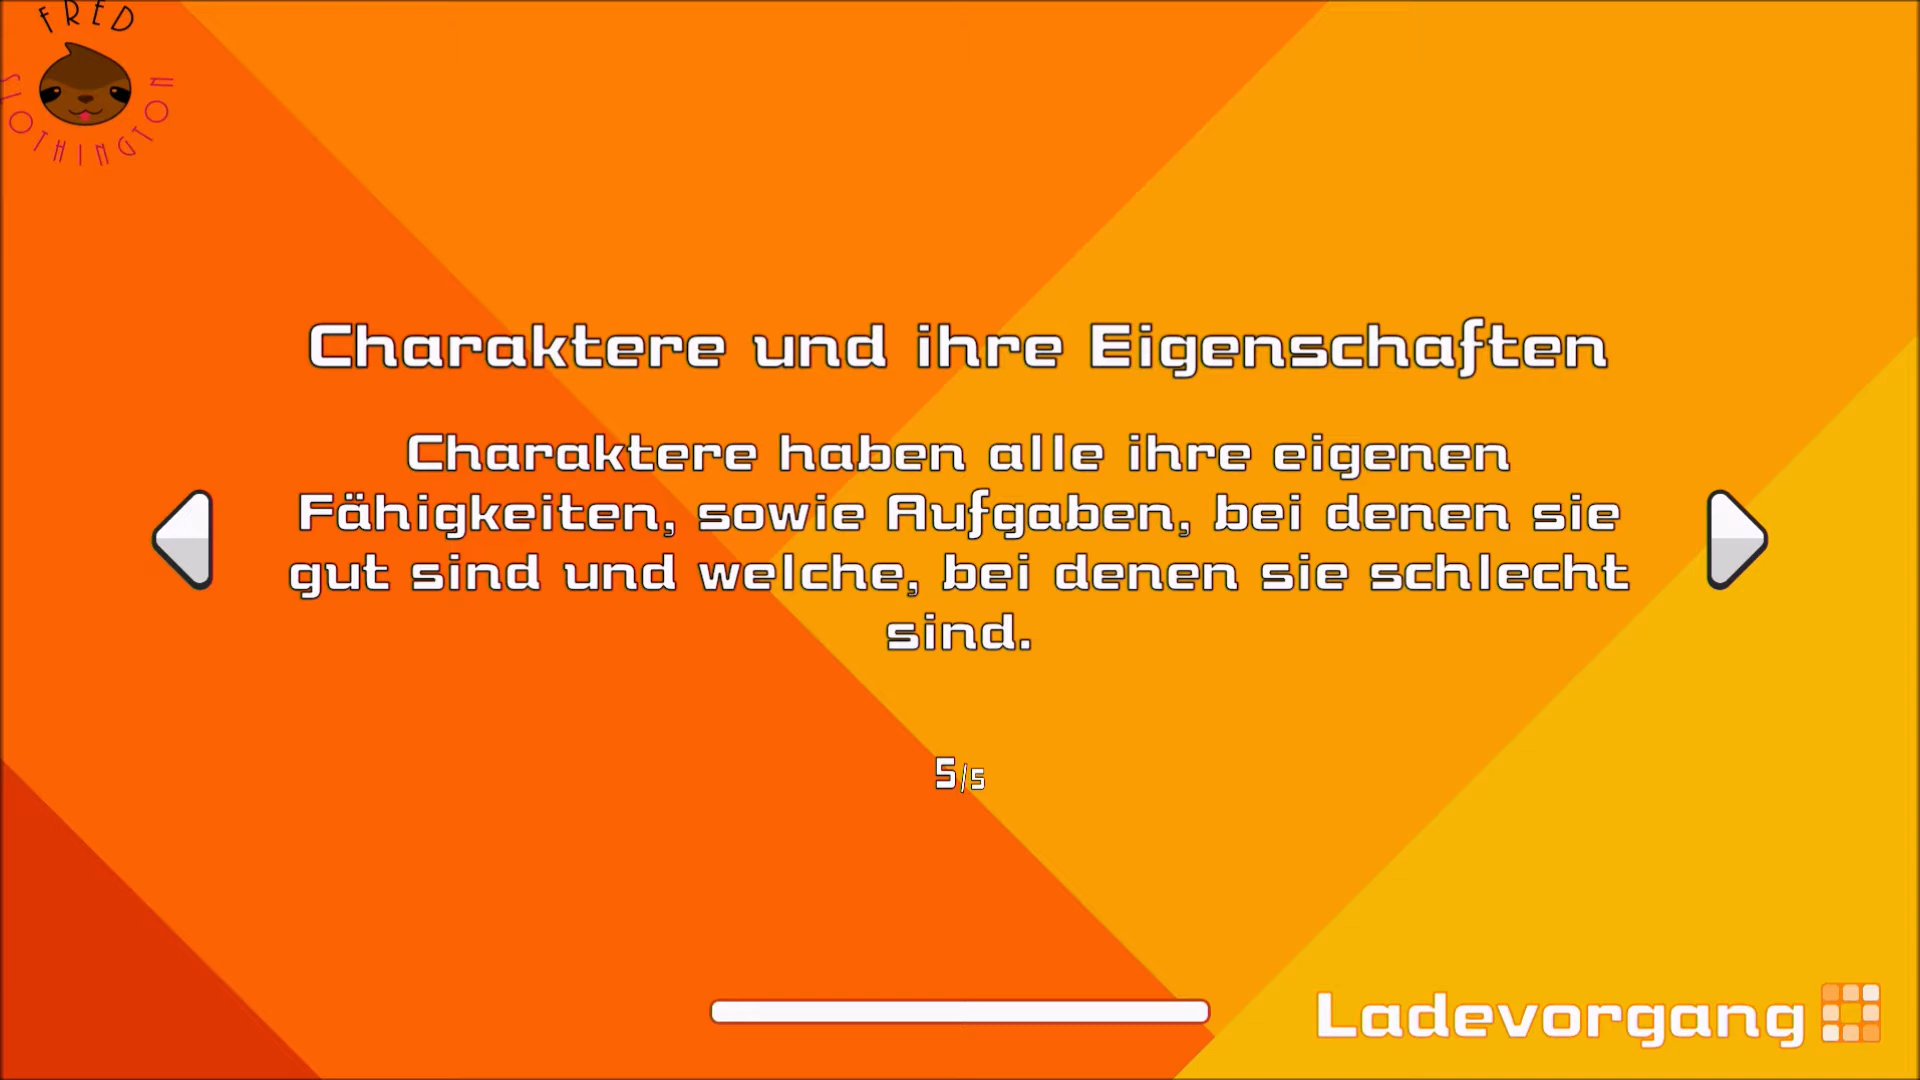 FRED
SLOTHINGTON
Charaktere und ihre Eigenschaften
Charaktere haben alle ihre eigenen
Fähigkeiten, sowie Aufgaben, bei denen sie
gut sind und welche, bei denen sie schlecht
sind.
5/5
Ladevorgang